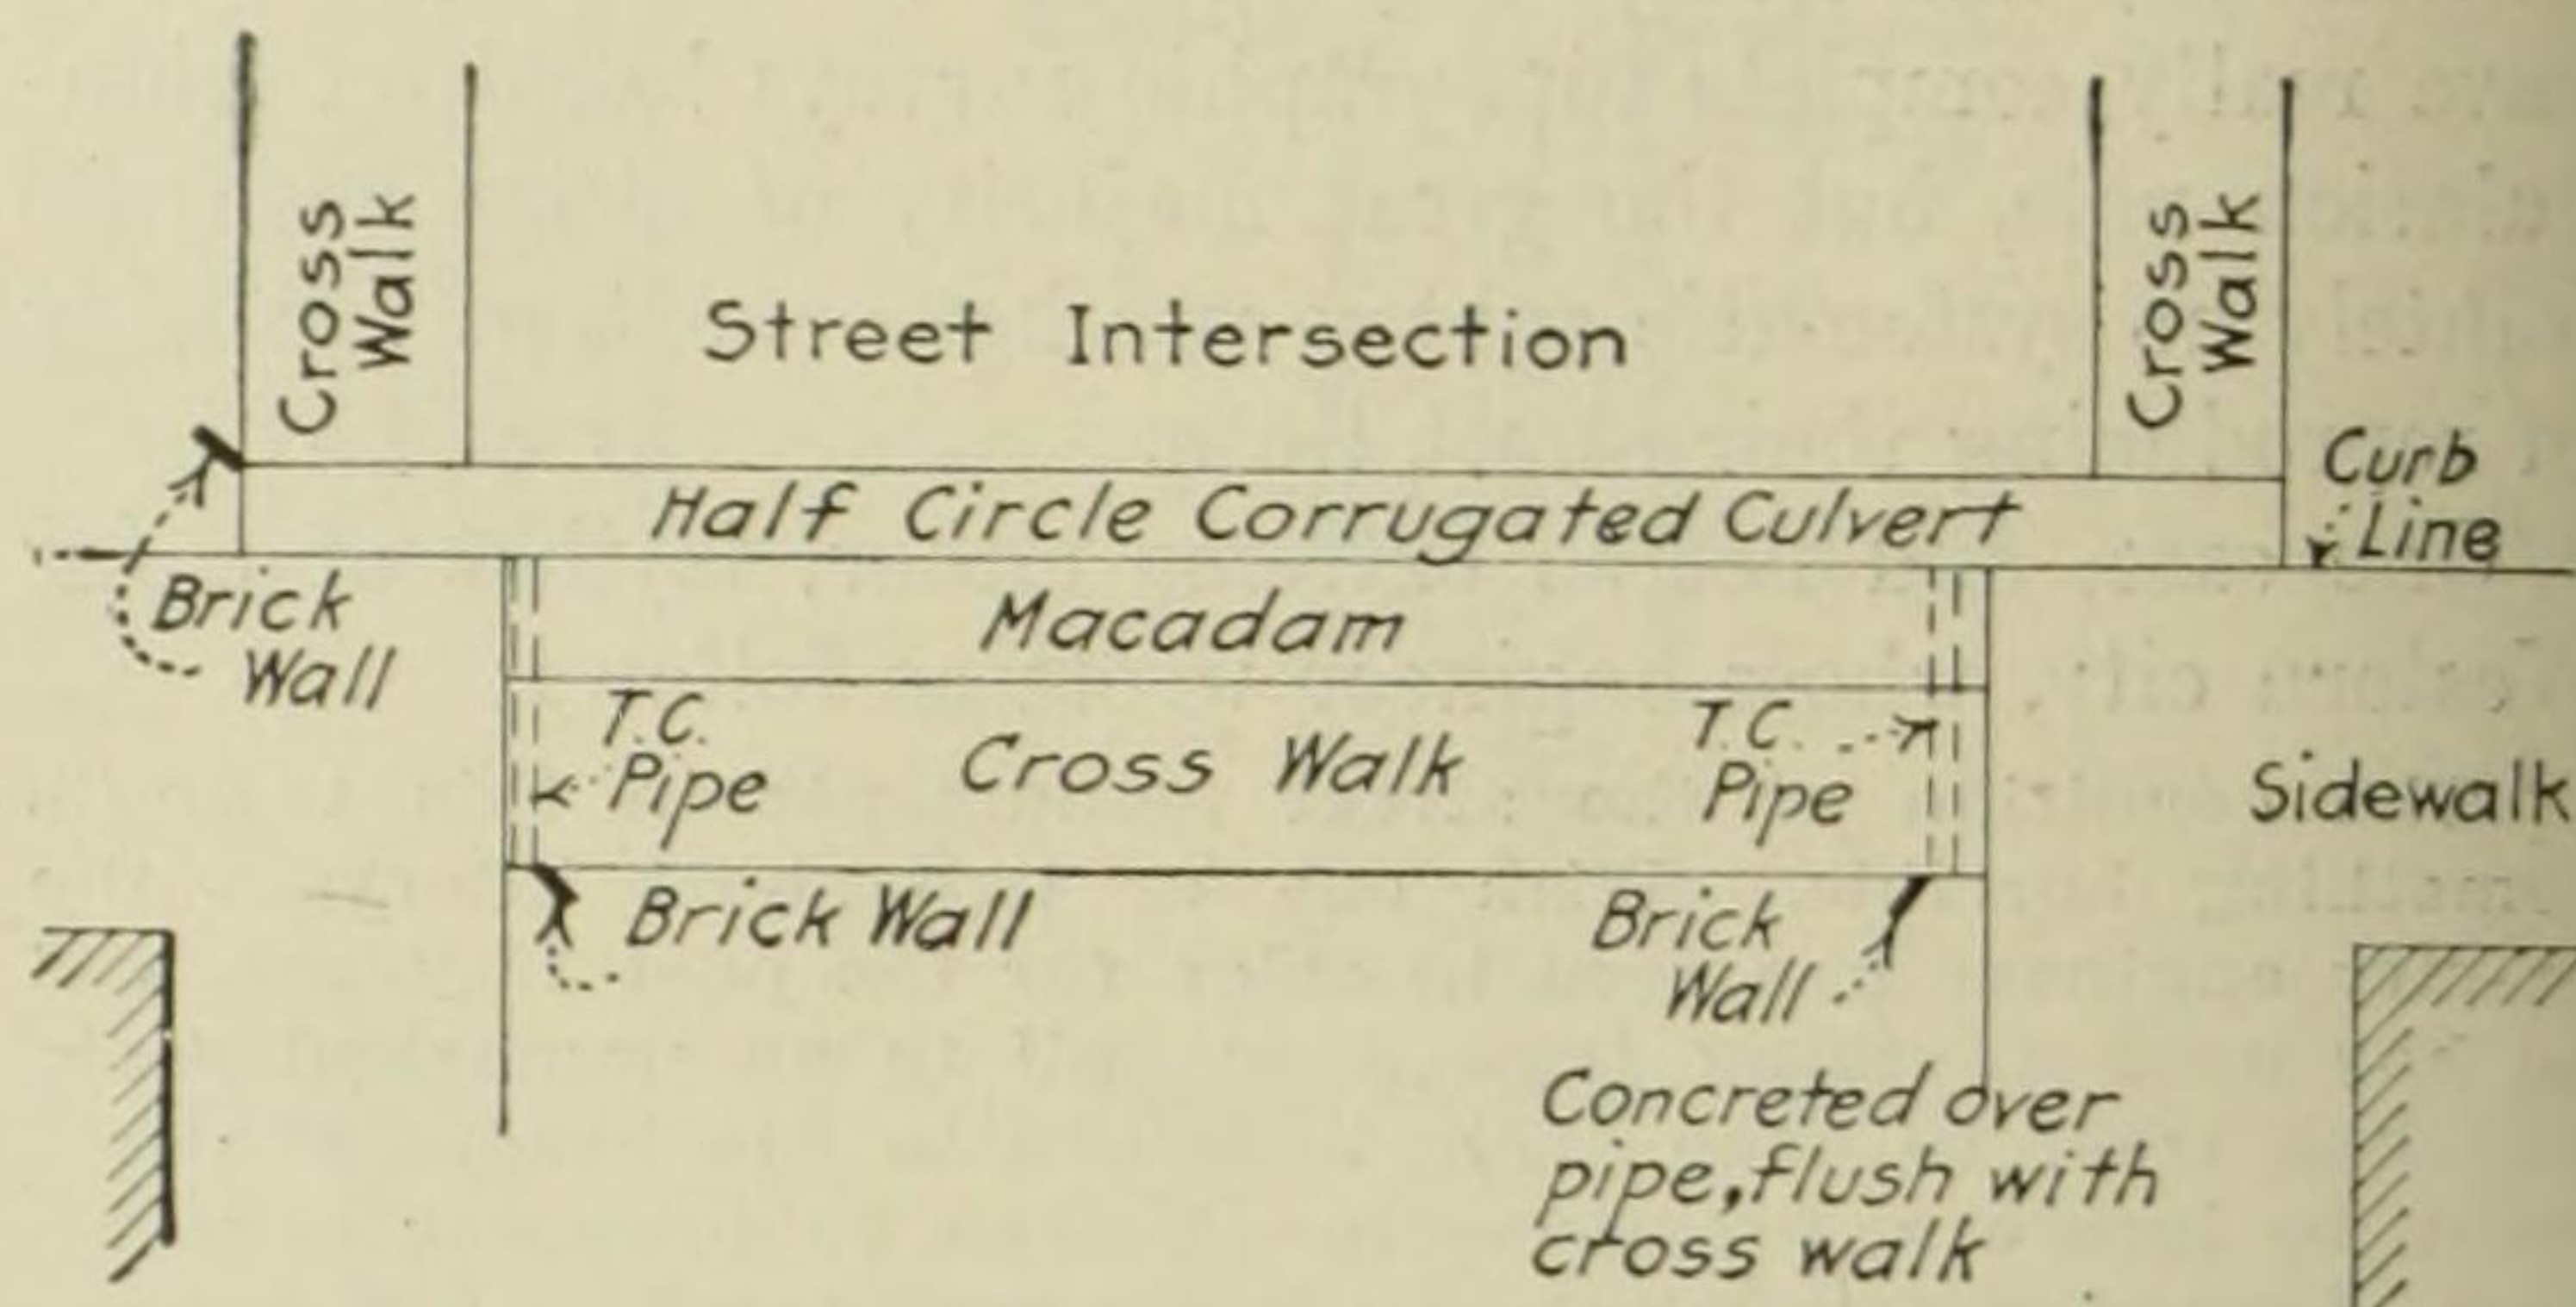 Cross
Walk
Cross
Walk
Street Intersection
Curb
Line
Half Circle Corrugated Culvert
Brick
Wall
Macadam
T.C.
Pipe
Cross Walk
T.C.
Pipe
Sidewalk
Brick Wall
Brick
Wall
Concreted over
pipe, flush with
cross walk